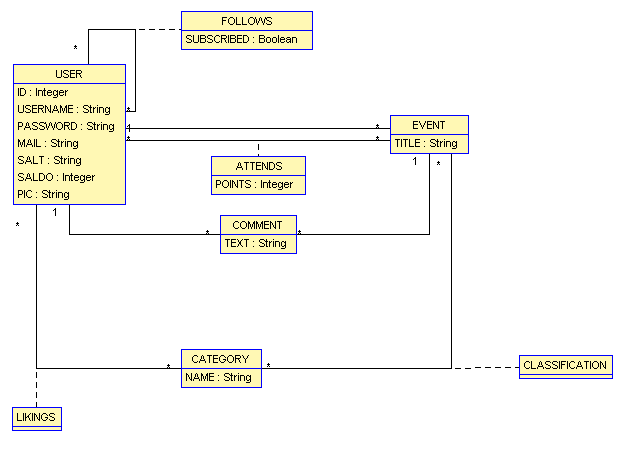 FOLLOWS
SUBSCRIBED : Boolean
*
USER
ID : Integer
USERNAME : String
*
PASSWORD : String
1
*
MAIL : String
*
*
SALT : String
SALDO : Integer
PIC : String
EVENT
TITLE : String
ATTENDS
POINTS : Integer
1
*
*
1
COMMENT
TEXT : String
*
*
CATEGORY
NAME : String
*
*
CLASSIFICATION
LIKINGS